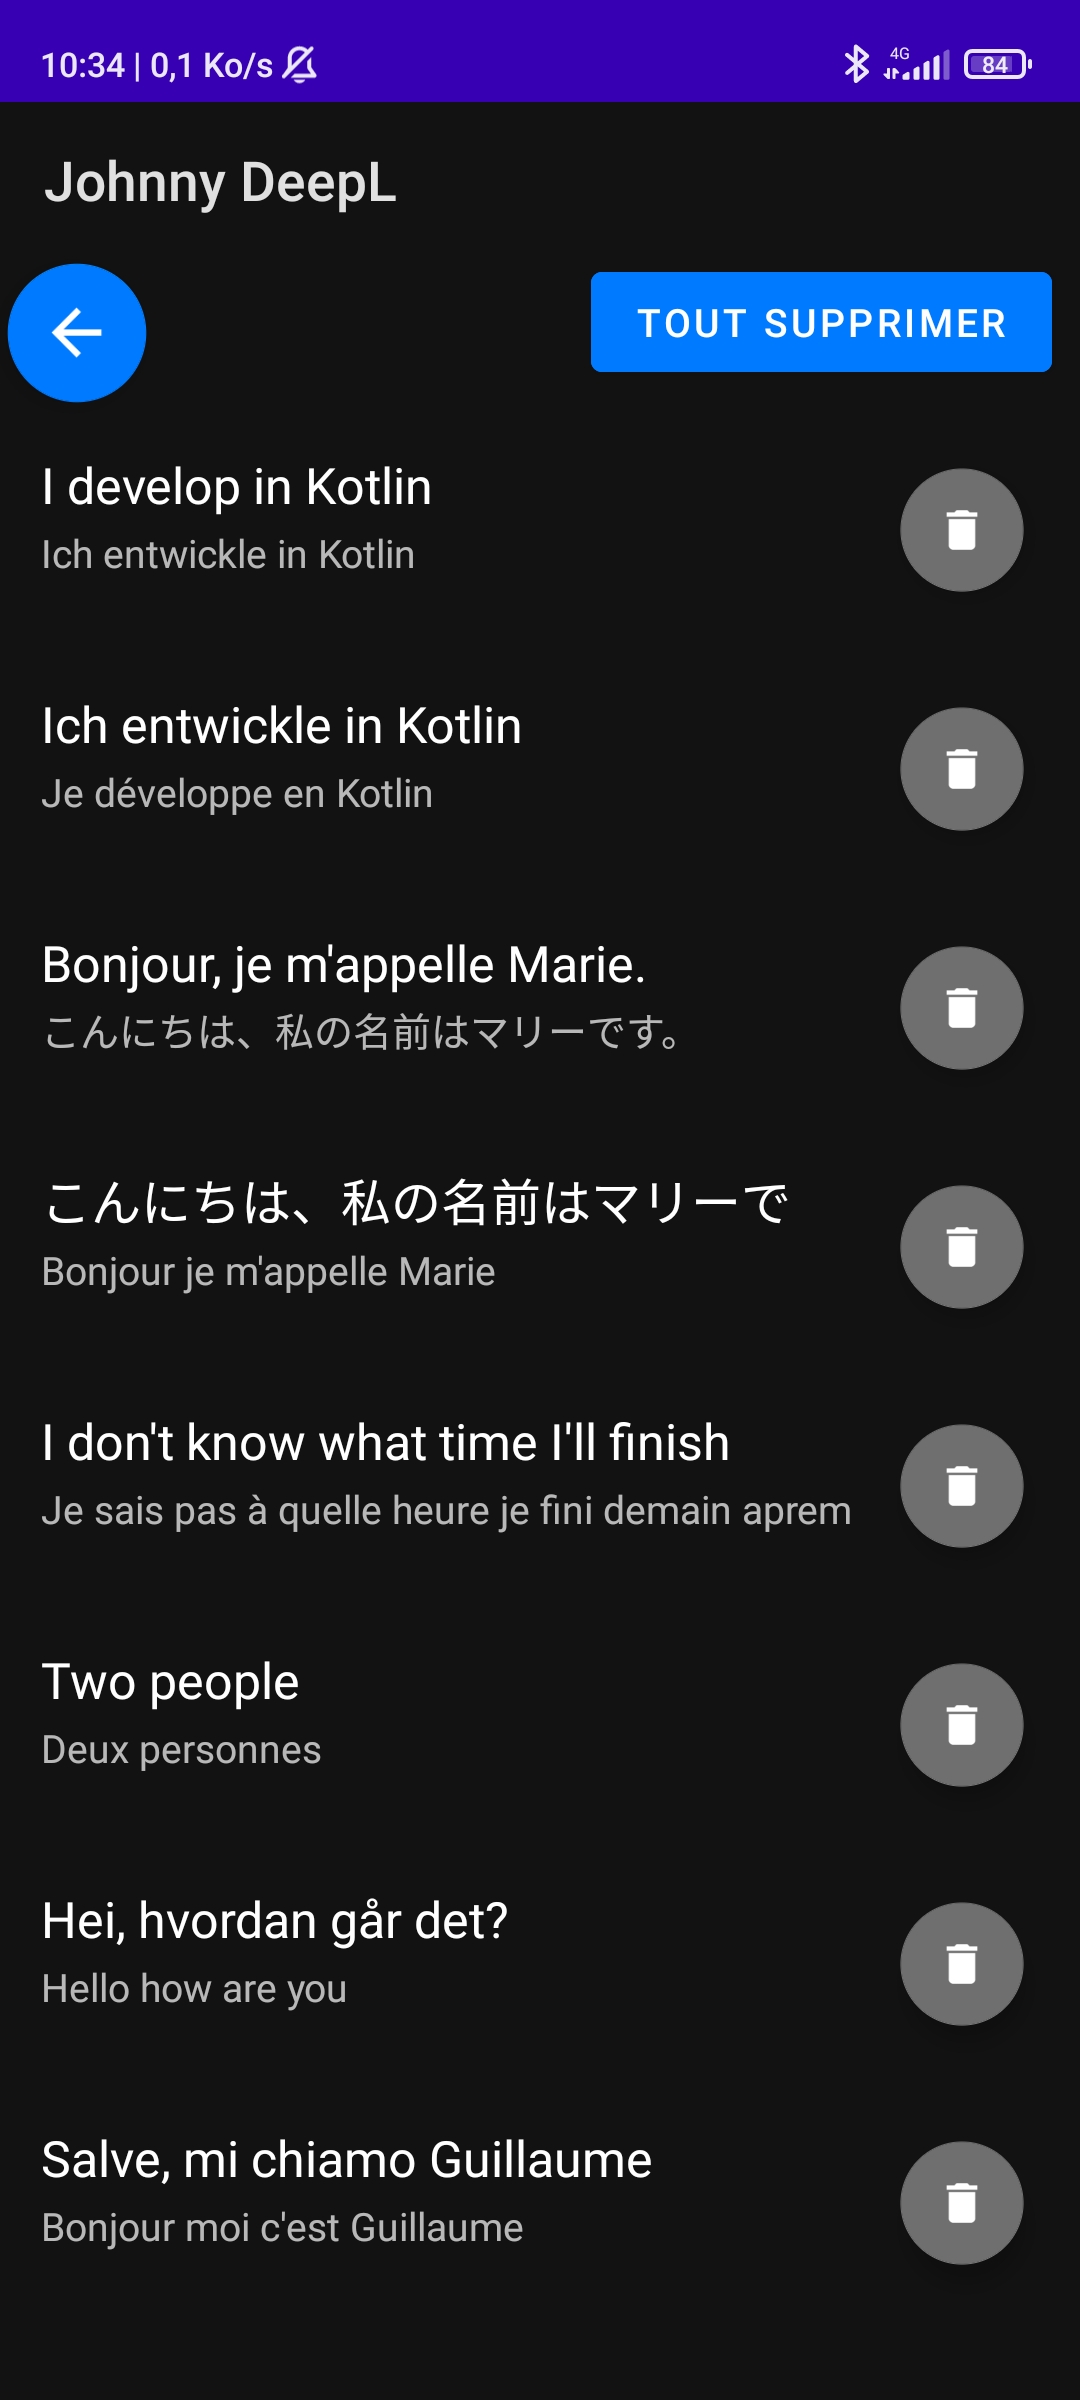 10:34 | 0,1 Ko/s
4G
84
Johnny DeepL
TOUT SUPPRIMER
I develop in Kotlin
Ich entwickle in Kotlin
Ich entwickle in Kotlin
Je développe en Kotlin
Bonjour, je m'appelle Marie.
こんにちは、私の名前はマリーです。
こんにちは、私の名前はマリーで
Bonjour je m'appelle Marie
I don't know what time I'll finish
Je sais pas à quelle heure je fini demain aprem
Two people
Deux personnes
Hei, hvordan går det?
Hello how are you
Salve, mi chiamo Guillaume
Bonjour moi c'est Guillaume